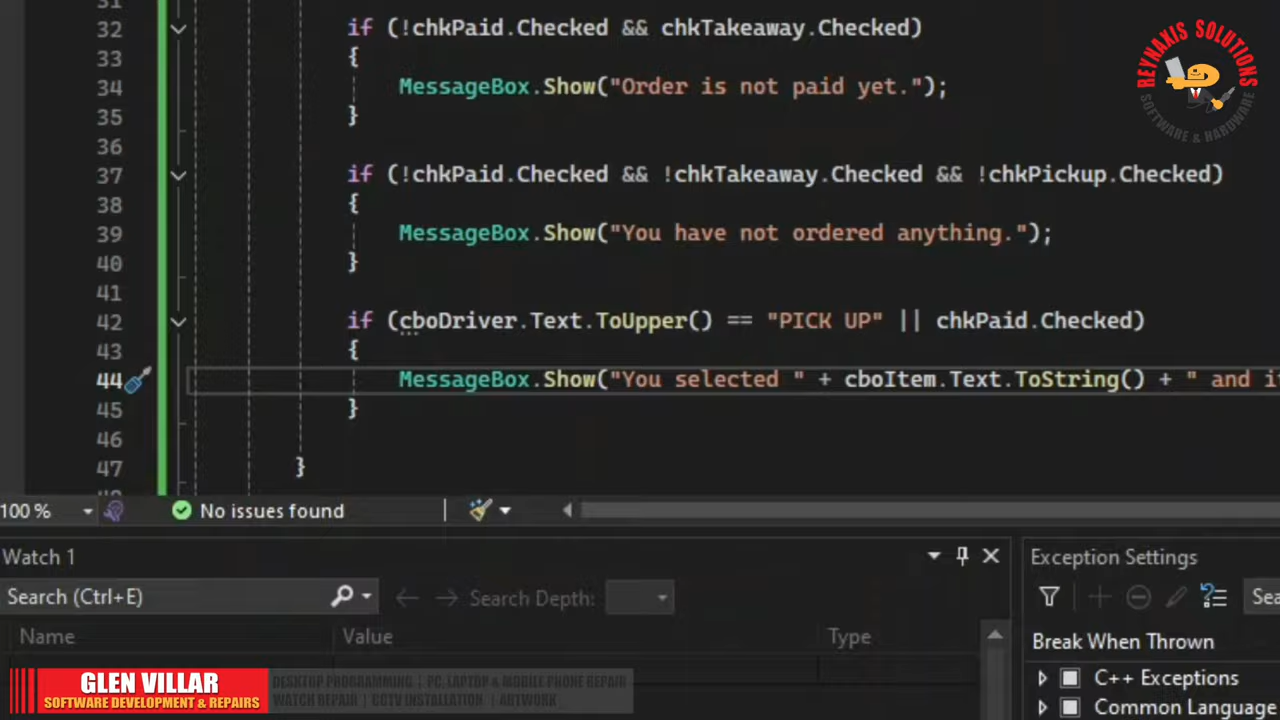 31
32 if (!chkPaid.Checked && chkTakeaway.Checked)
33 {
34 MessageBox.Show("Order is not paid yet.");
35 }
36
37 if (!chkPaid.Checked && !chkTakeaway.Checked && !chkPickup.Checked)
38 {
39 MessageBox.Show("You have not ordered anything.");
40 }
41
42 if (cboDriver.Text.ToUpper() == "PICK UP" || chkPaid.Checked)
43 {
44 MessageBox.Show("You selected " + cboItem.Text.ToString() + " and i
45 }
46
47 }
REYNAXIS SOLUTIONS
SOFTWARE & HARDWARE
100 % No issues found
Watch 1
Search (Ctrl+E) Search Depth:
Name Value Type
Exception Settings
Sea
Break When Thrown
C++ Exceptions
Common Language
GLEN VILLAR
SOFTWARE DEVELOPMENT & REPAIRS
DESKTOP PROGRAMMING | PC, LAPTOP & MOBILE PHONE REPAIR
WATCH REPAIR | CCTV INSTALLATION | ARTWORK